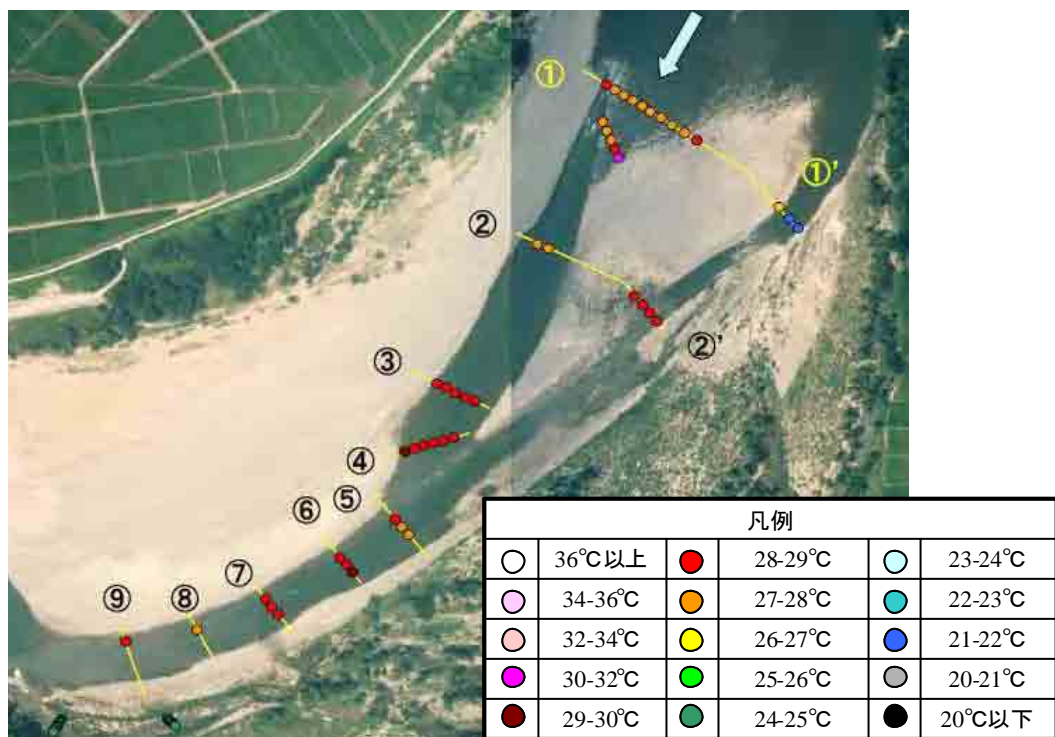 ①
①’
②
②’
③
④
⑤
⑥
⑦
⑧
⑨
凡例
36℃以上 28-29℃ 23-24℃
34-36℃ 27-28℃ 22-23℃
32-34℃ 26-27℃ 21-22℃
30-32℃ 25-26℃ 20-21℃
29-30℃ 24-25℃ 20℃以下